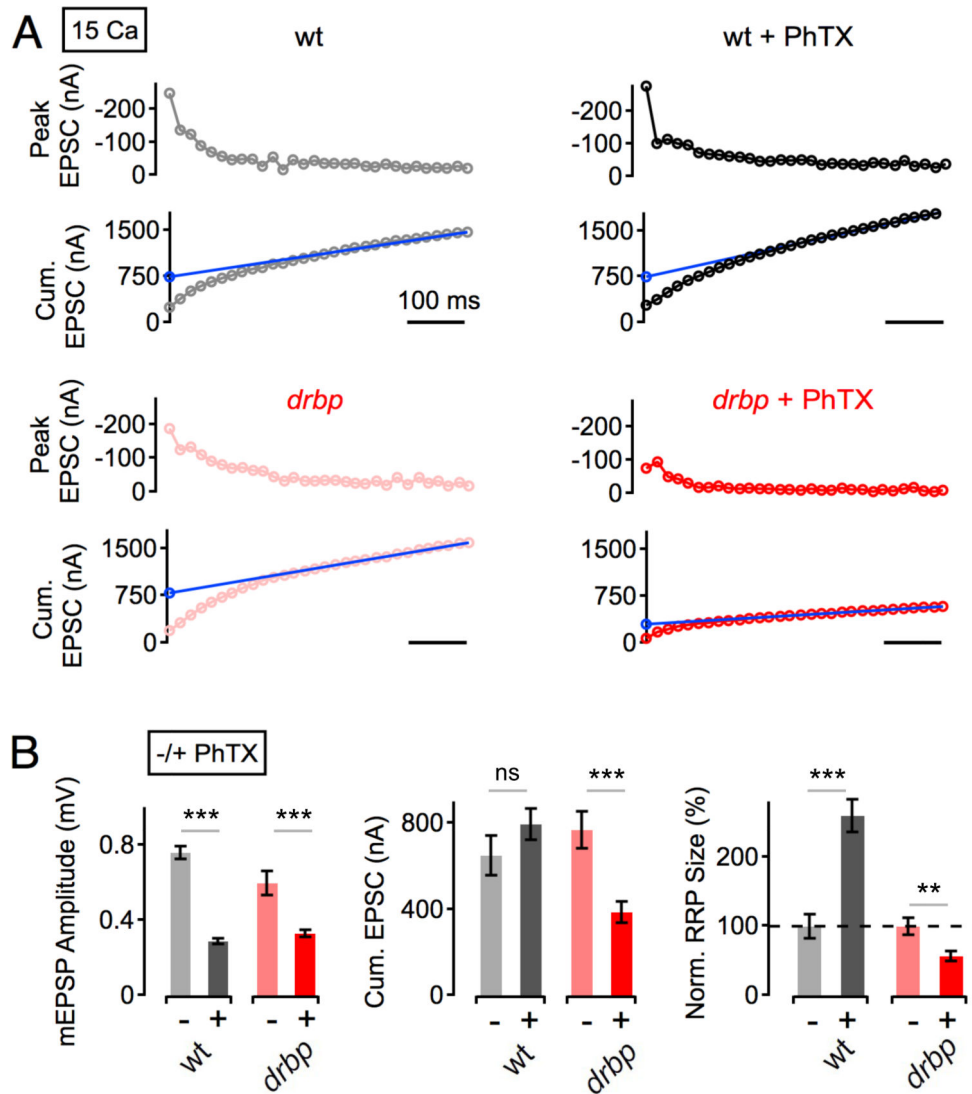 A
15 Ca
wt
wt + PhTX
Peak
EPSC (nA)
-200
-100
0
-200
-100
0
Cum.
EPSC (nA)
1500
750
0
100 ms
1500
750
0
drbp
drbp + PhTX
Peak
EPSC (nA)
-200
-100
0
-200
-100
0
Cum.
EPSC (nA)
1500
750
0
1500
750
0
B
-/+ PhTX
mEPSP Amplitude (mV)
0.8
0.4
0
***
***
- + - +
wt
drbp
Cum. EPSC (nA)
800
400
0
ns
***
- + - +
wt
drbp
Norm. RRP Size (%)
200
100
0
***
**
- + - +
wt
drbp